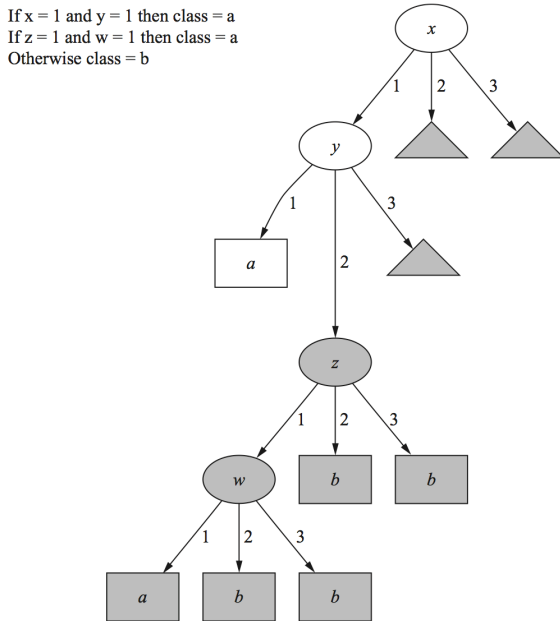 If x = 1 and y = 1 then class = a
If z = 1 and w = 1 then class = a
Otherwise class = b
x
1 2 3
y
1 3
a
2
z
1 2 3
w b b
1 2 3
a b b